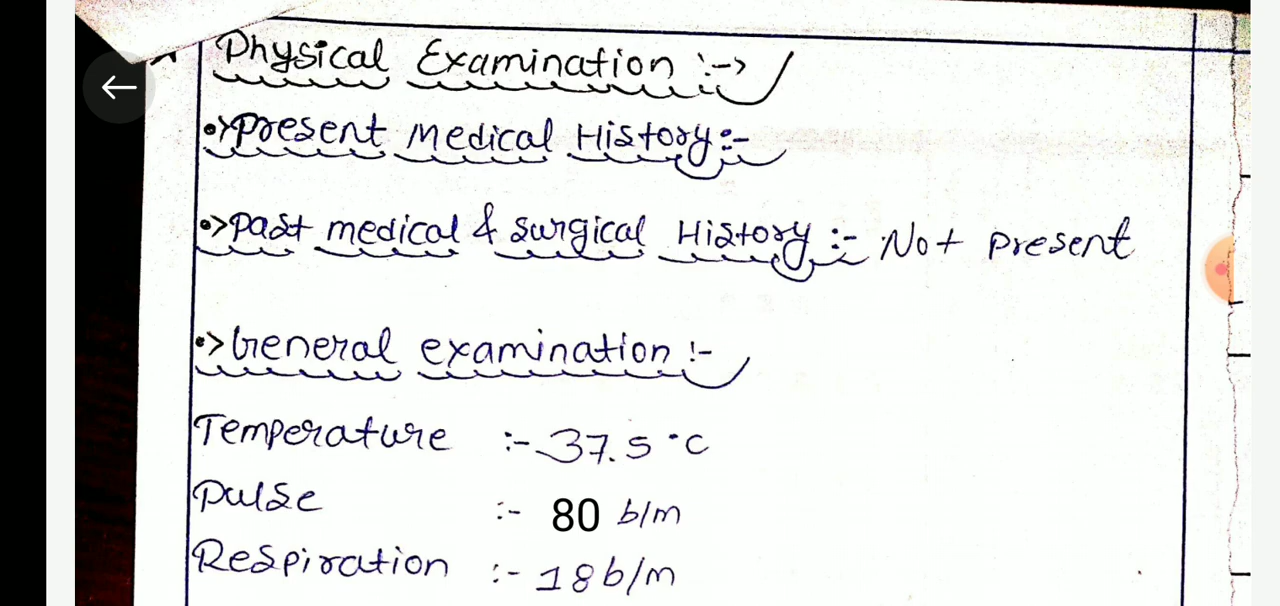 Physical Examination :->
•>Present Medical History:-
•>Past medical & surgical History :- Not Present
•>General examination :-
Temperature :- 37.5 °C
Pulse :- 80 b/m
Respiration :- 18 b/m